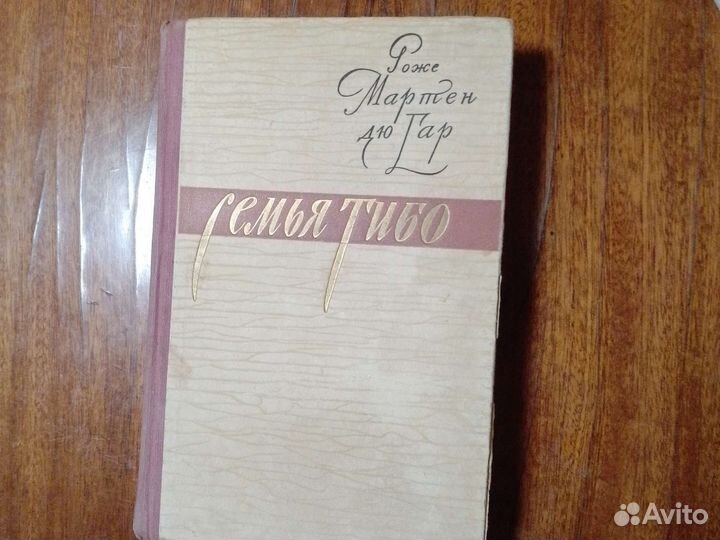 Роже
Мартен
дю Гар
Семья Тибо
Avito